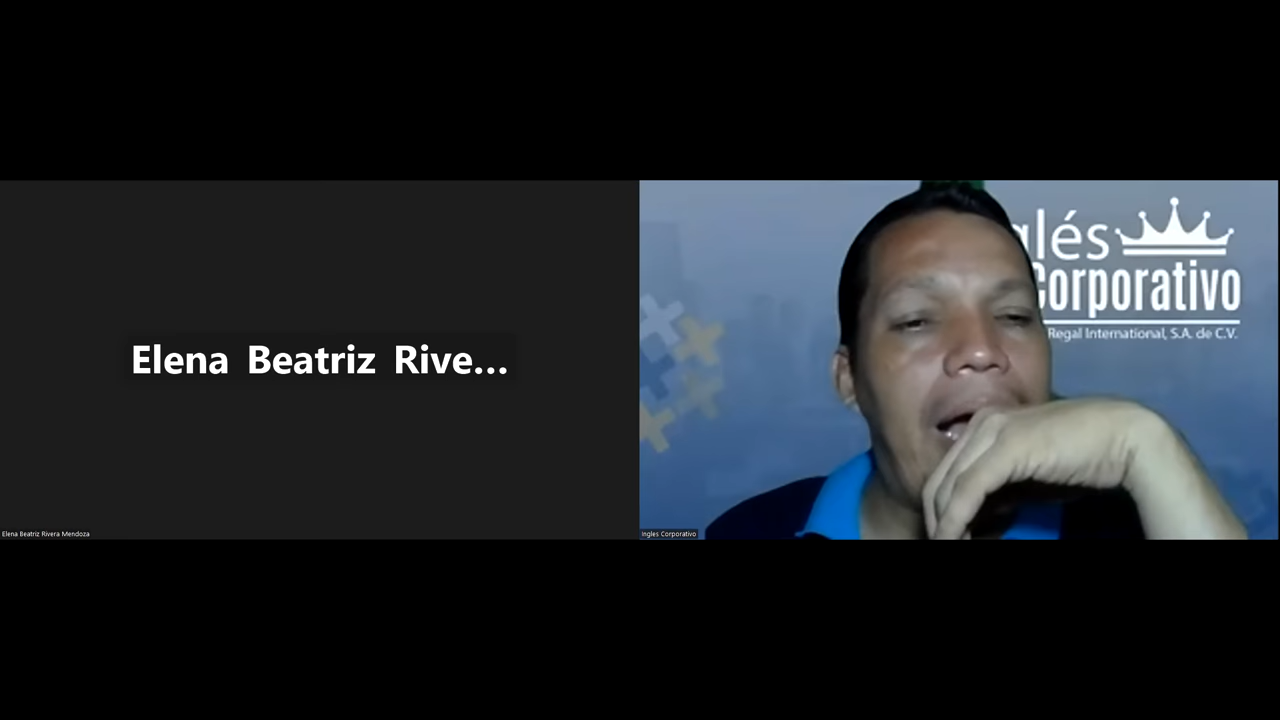 Elena Beatriz Rive...
Elena Beatriz Rivera Mendoza
glés
Corporativo
Regal International, S.A. de C.V.
Ingles Corporativo